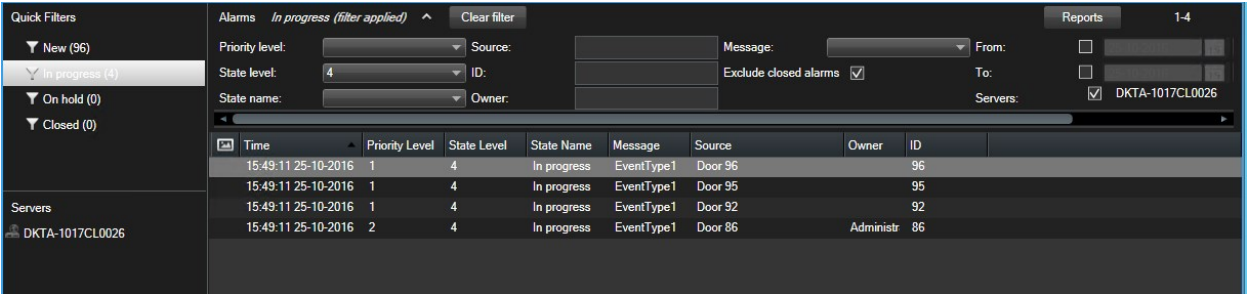 Quick Filters
New (96)
In progress (4)
On hold (0)
Closed (0)
Servers
DKTA-1017CL0026
Alarms In progress (filter applied) Clear filter Reports 1-4
Priority level: Source: Message: From:
State level: 4 ID: Exclude closed alarms To:
State name: Owner: Servers: DKTA-1017CL0026
Time Priority Level State Level State Name Message Source Owner ID
15:49:11 25-10-2016 1 4 In progress EventType1 Door 96 96
15:49:11 25-10-2016 1 4 In progress EventType1 Door 95 95
15:49:11 25-10-2016 1 4 In progress EventType1 Door 92 92
15:49:11 25-10-2016 2 4 In progress EventType1 Door 86 Administr 86